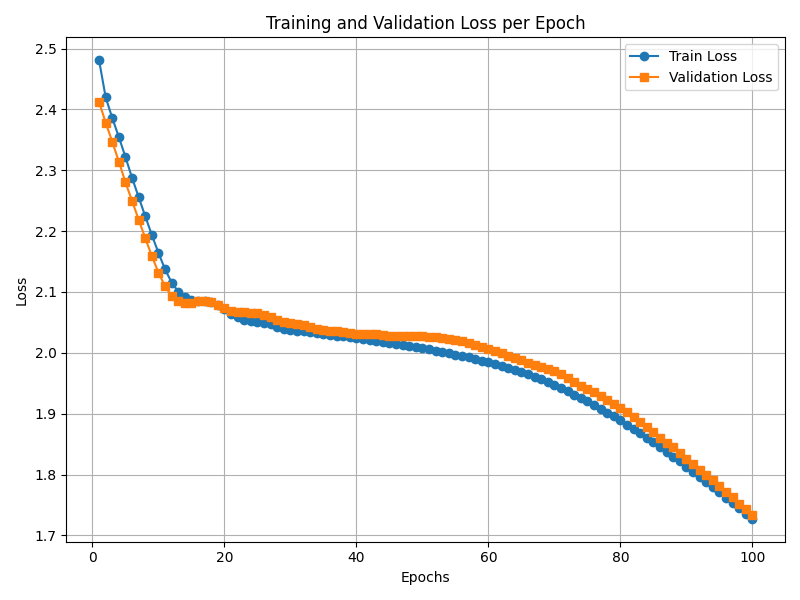 Training and Validation Loss per Epoch
Train Loss
Validation Loss
Loss
2.5
2.4
2.3
2.2
2.1
2.0
1.9
1.8
1.7
0 20 40 60 80 100
Epochs